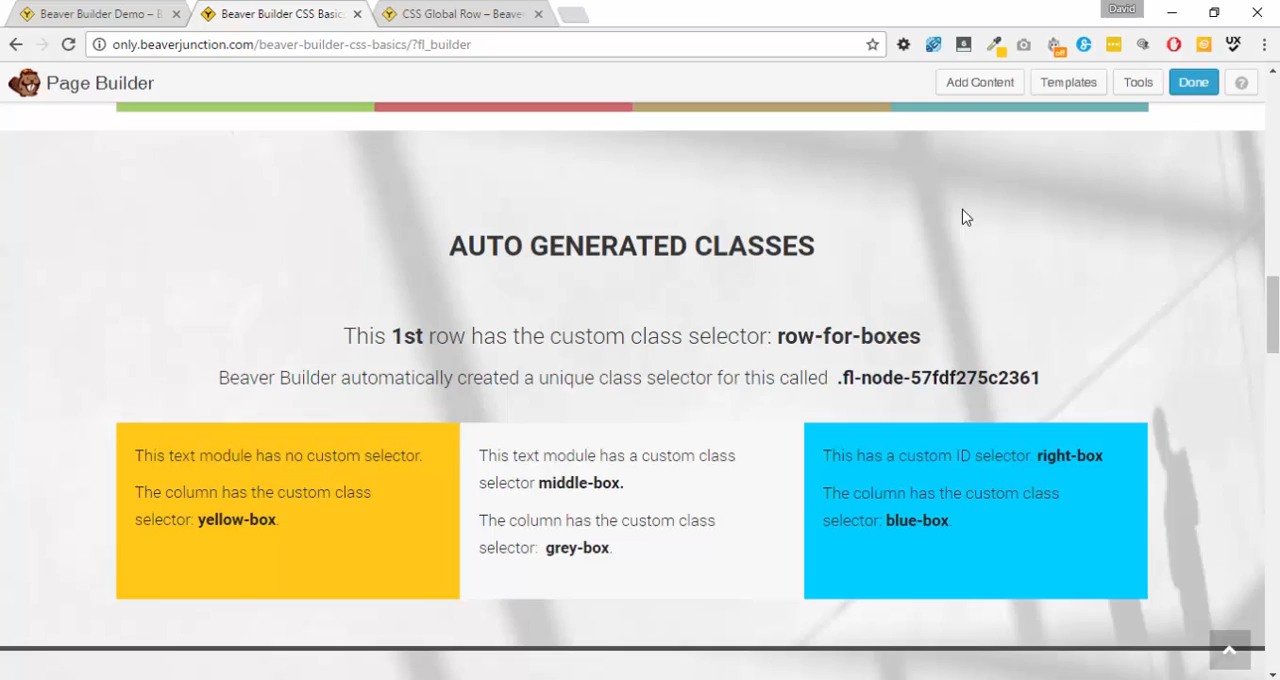 Beaver Builder Demo – B
Beaver Builder CSS Basic
CSS Global Row – Beave
David
only.beaverjunction.com/beaver-builder-css-basics/?fl_builder
off
UX
Page Builder
Add Content
Templates
Tools
Done
?
AUTO GENERATED CLASSES
This 1st row has the custom class selector: row-for-boxes
Beaver Builder automatically created a unique class selector for this called .fl-node-57fdf275c2361
This text module has no custom selector.
The column has the custom class
selector: yellow-box.
This text module has a custom class
selector middle-box.
The column has the custom class
selector: grey-box.
This has a custom ID selector: right-box
The column has the custom class
selector: blue-box.